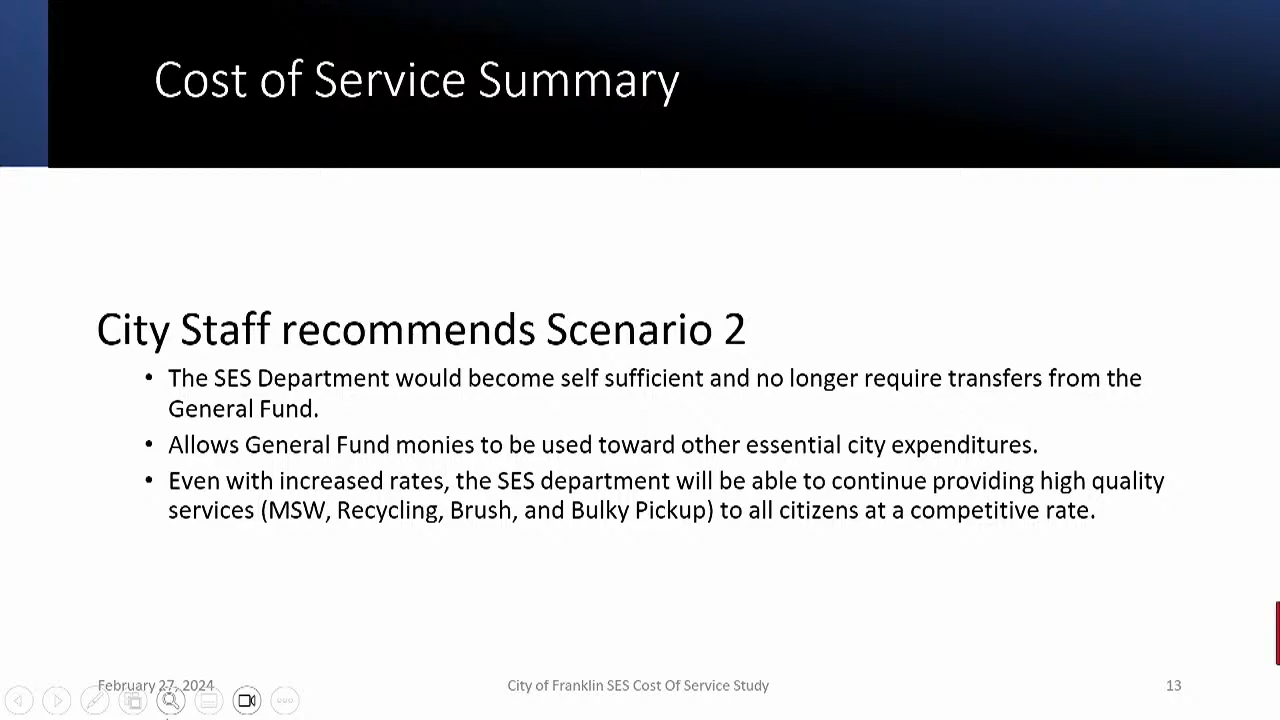 Cost of Service Summary
City Staff recommends Scenario 2
• The SES Department would become self sufficient and no longer require transfers from the
General Fund.
• Allows General Fund monies to be used toward other essential city expenditures.
• Even with increased rates, the SES department will be able to continue providing high quality
services (MSW, Recycling, Brush, and Bulky Pickup) to all citizens at a competitive rate.
February 27, 2024
City of Franklin SES Cost Of Service Study
13